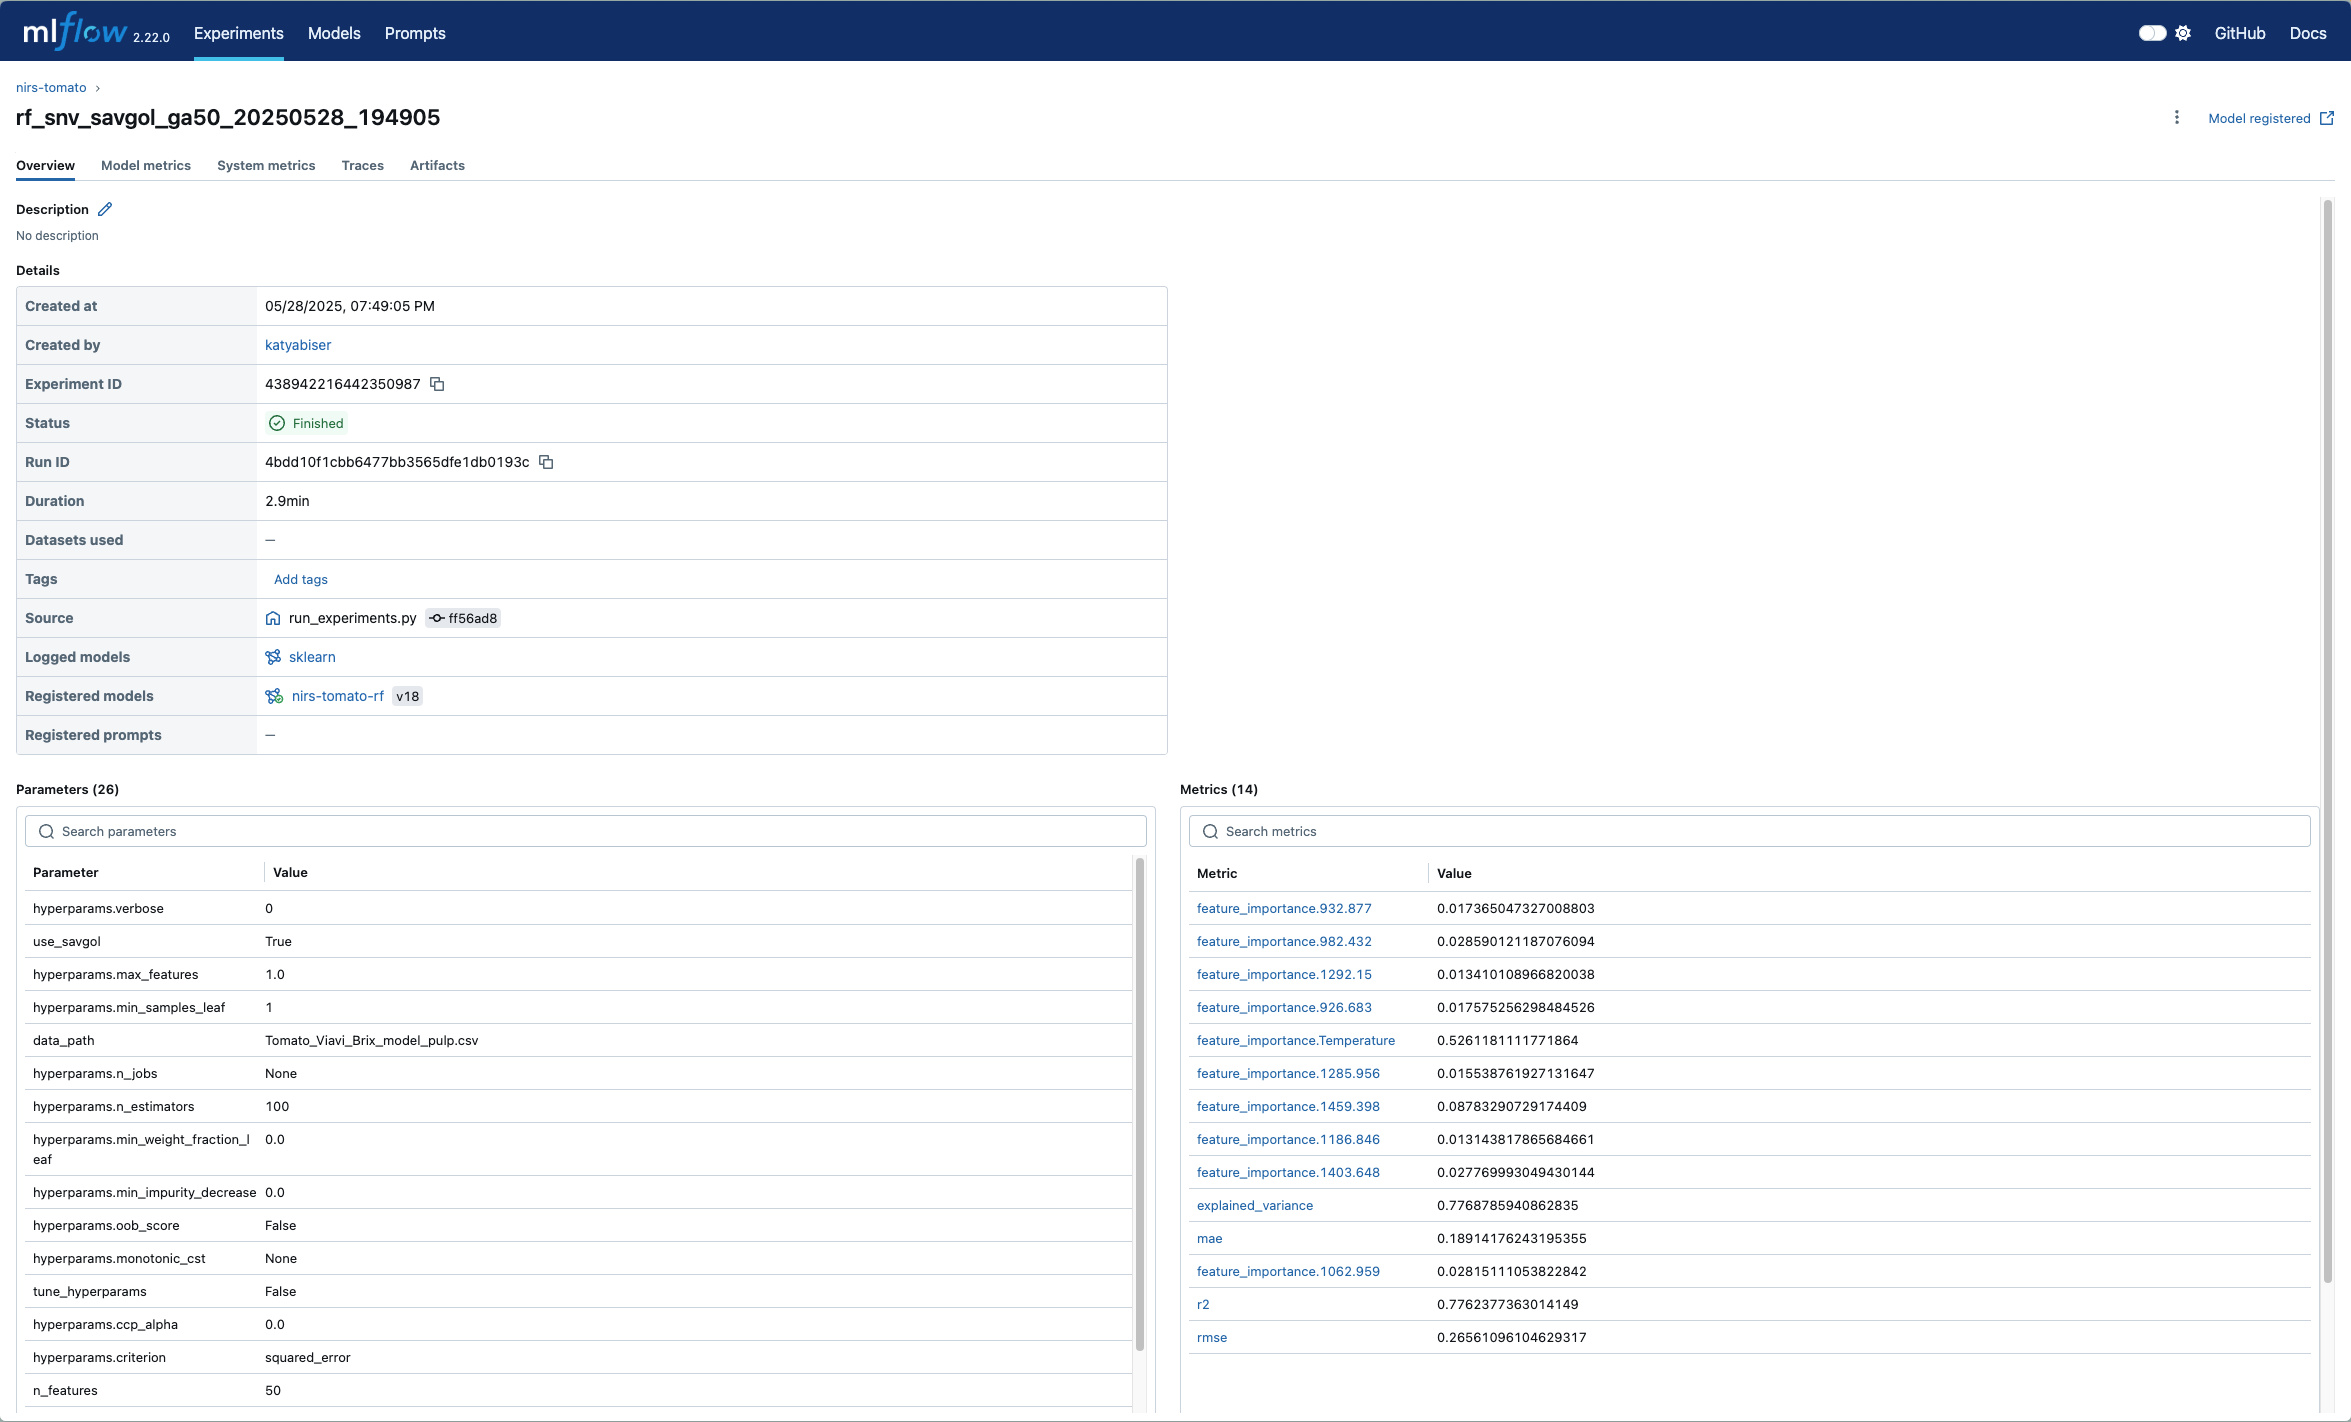 mlflow 2.22.0 Experiments Models Prompts GitHub Docs
nirs-tomato ›
rf_snv_savgol_ga50_20250528_194905
Model registered
Overview Model metrics System metrics Traces Artifacts
Description
No description
Details
Created at 05/28/2025, 07:49:05 PM
Created by katyabiser
Experiment ID 438942216442350987
Status Finished
Run ID 4bdd10f1cbb6477bb3565dfe1db0193c
Duration 2.9min
Datasets used —
Tags Add tags
Source run_experiments.py ff56ad8
Logged models sklearn
Registered models nirs-tomato-rf v18
Registered prompts —
Parameters (26)
Search parameters
Parameter Value
hyperparams.verbose 0
use_savgol True
hyperparams.max_features 1.0
hyperparams.min_samples_leaf 1
data_path Tomato_Viavi_Brix_model_pulp.csv
hyperparams.n_jobs None
hyperparams.n_estimators 100
hyperparams.min_weight_fraction_l 0.0
eaf
hyperparams.min_impurity_decrease 0.0
hyperparams.oob_score False
hyperparams.monotonic_cst None
tune_hyperparams False
hyperparams.ccp_alpha 0.0
hyperparams.criterion squared_error
n_features 50
Metrics (14)
Search metrics
Metric Value
feature_importance.932.877 0.017365047327008803
feature_importance.982.432 0.028590121187076094
feature_importance.1292.15 0.013410108966820038
feature_importance.926.683 0.017575256298484526
feature_importance.Temperature 0.5261181111771864
feature_importance.1285.956 0.015538761927131647
feature_importance.1459.398 0.08783290729174409
feature_importance.1186.846 0.013143817865684661
feature_importance.1403.648 0.027769993049430144
explained_variance 0.7768785940862835
mae 0.18914176243195355
feature_importance.1062.959 0.02815111053822842
r2 0.7762377363014149
rmse 0.26561096104629317